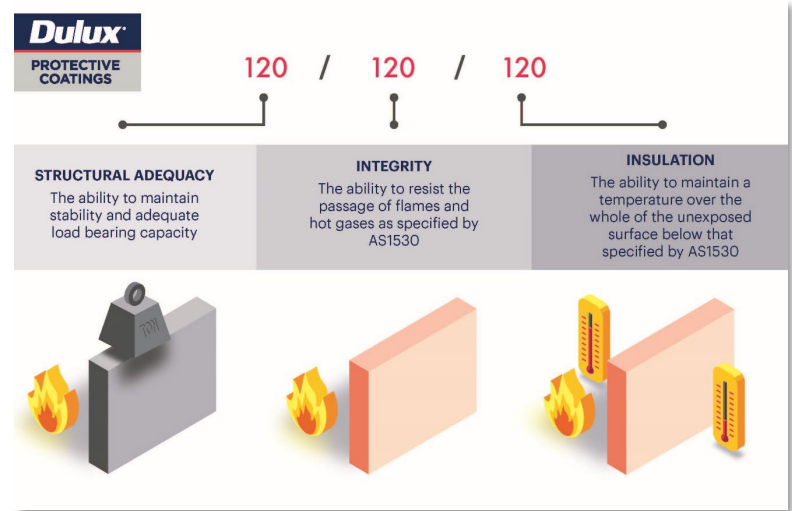 Dulux
PROTECTIVE
COATINGS
120 / 120 / 120
STRUCTURAL ADEQUACY
The ability to maintain
stability and adequate
load bearing capacity
INTEGRITY
The ability to resist the
passage of flames and
hot gases as specified by
AS1530
INSULATION
The ability to maintain a
temperature over the
whole of the unexposed
surface below that
specified by AS1530
TON